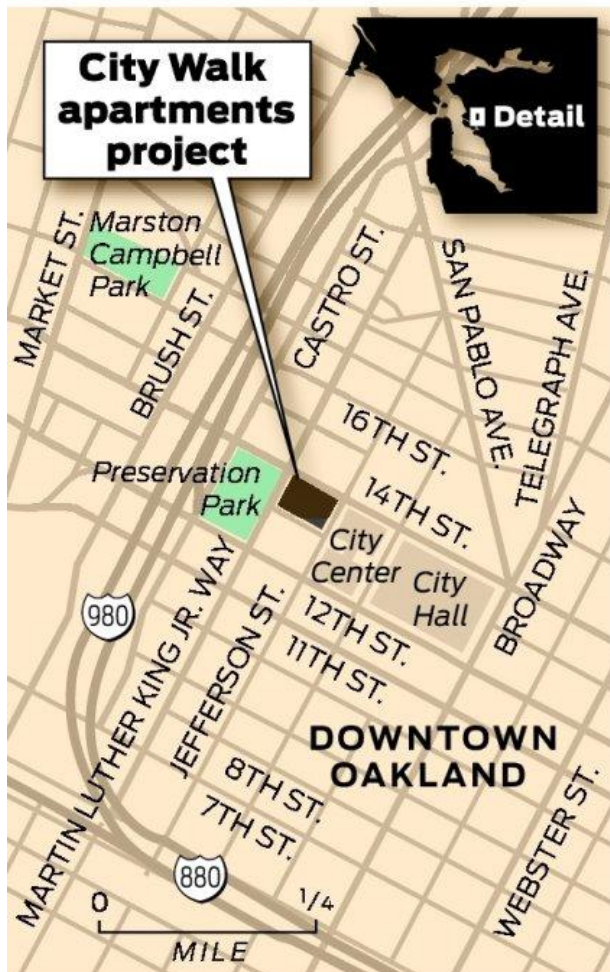 City Walk
apartments
project
Detail
Marston
Campbell
Park
MARKET ST.
BRUSH ST.
CASTRO ST.
SAN PABLO AVE.
TELEGRAPH AVE.
16TH ST.
14TH ST.
Preservation
Park
City
Center
City
Hall
BROADWAY
12TH ST.
11TH ST.
980
MARTIN LUTHER KING JR. WAY
JEFFERSON ST.
DOWNTOWN
OAKLAND
8TH ST.
7TH ST.
WEBSTER ST.
880
0 1/4
MILE